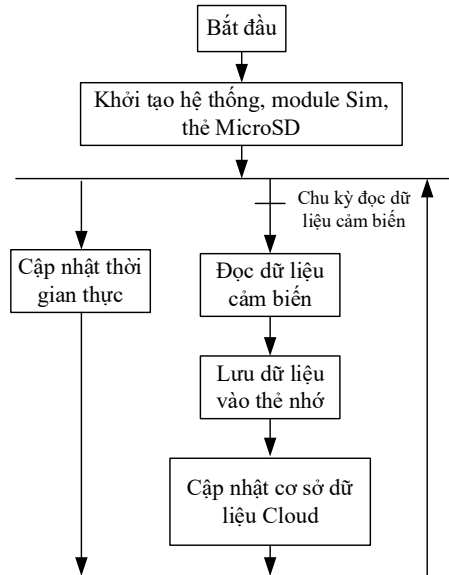 Bắt đầu
Khởi tạo hệ thống, module Sim,
thẻ MicroSD
Chu kỳ đọc dữ
liệu cảm biến
Cập nhật thời
gian thực
Đọc dữ liệu
cảm biến
Lưu dữ liệu
vào thẻ nhớ
Cập nhật cơ sở dữ
liệu Cloud